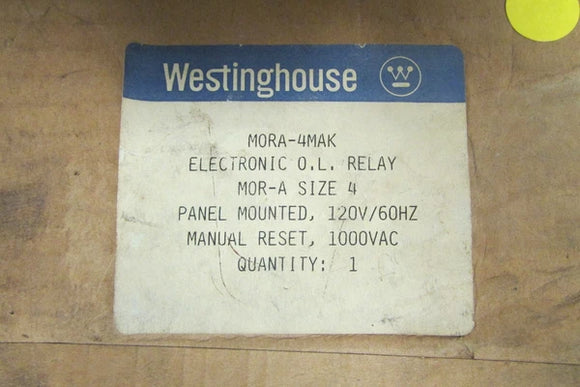 Westinghouse
MORA-4MAK
ELECTRONIC O.L. RELAY
MOR-A SIZE 4
PANEL MOUNTED, 120V/60HZ
MANUAL RESET, 1000VAC
QUANTITY: 1